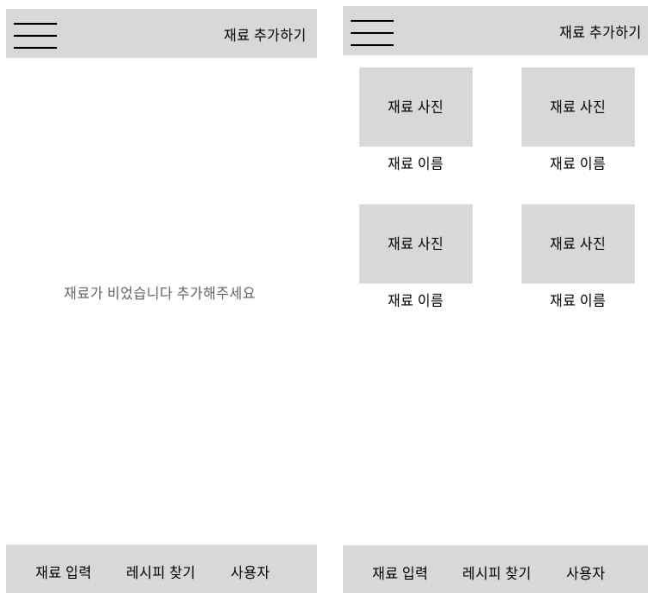 재료 추가하기
재료가 비었습니다 추가해주세요
재료 입력 레시피 찾기 사용자
재료 추가하기
재료 사진 재료 사진
재료 이름 재료 이름
재료 사진 재료 사진
재료 이름 재료 이름
재료 입력 레시피 찾기 사용자